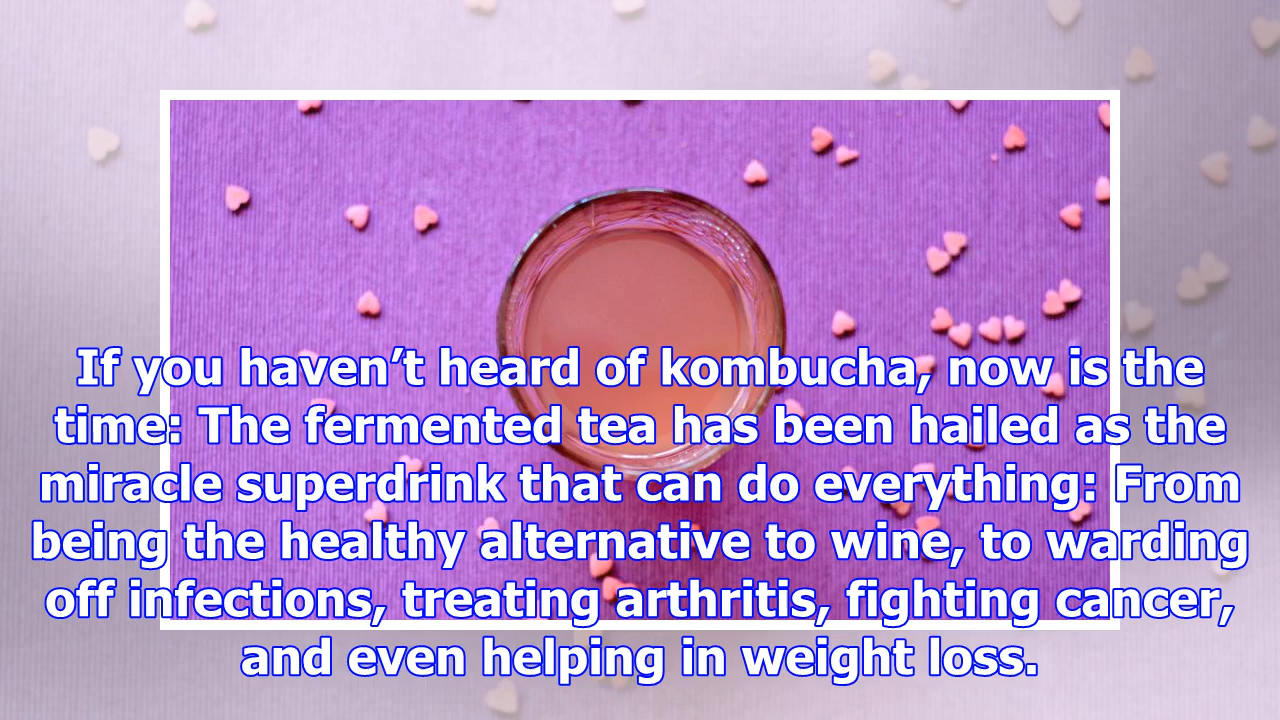 If you haven’t heard of kombucha, now is the
time: The fermented tea has been hailed as the
miracle superdrink that can do everything: From
being the healthy alternative to wine, to warding
off infections, treating arthritis, fighting cancer,
and even helping in weight loss.